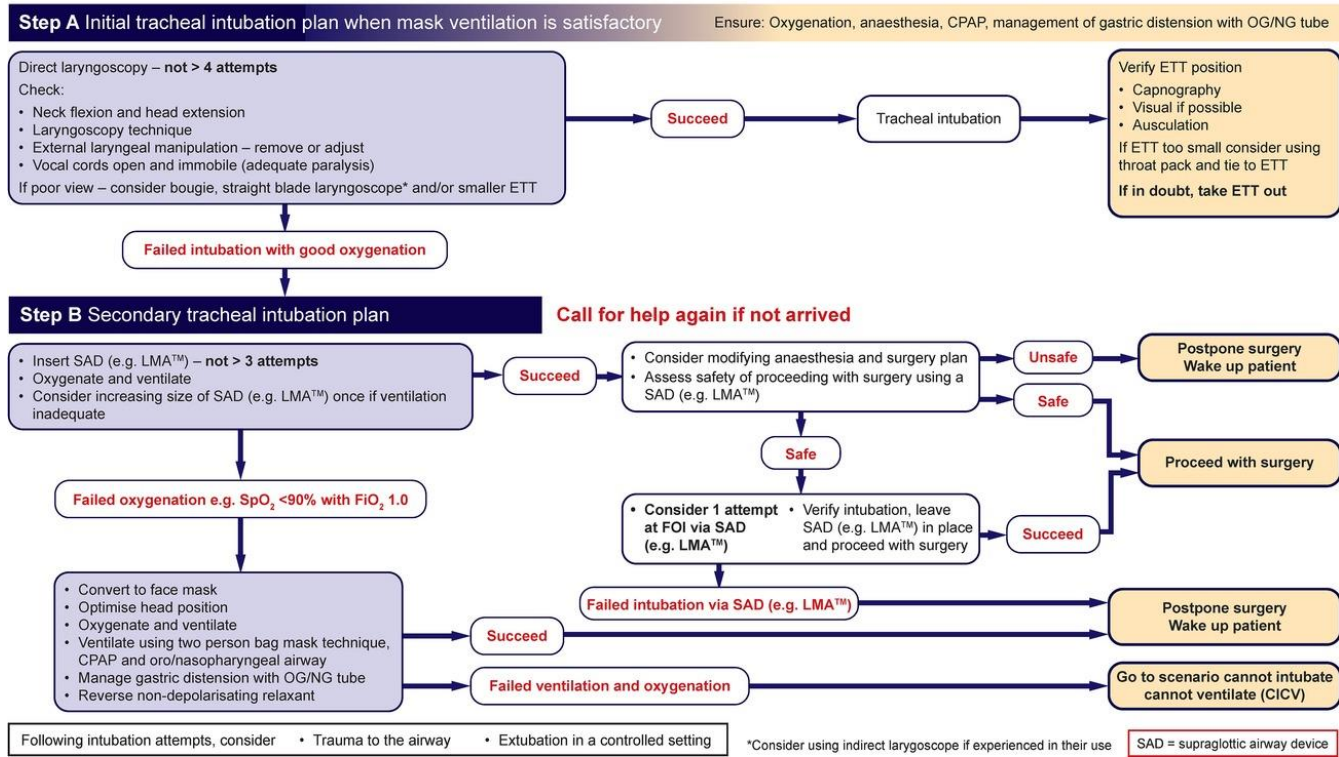 Step A Initial tracheal intubation plan when mask ventilation is satisfactory
Ensure: Oxygenation, anaesthesia, CPAP, management of gastric distension with OG/NG tube
Direct laryngoscopy – not > 4 attempts
Check:
• Neck flexion and head extension
• Laryngoscopy technique
• External laryngeal manipulation – remove or adjust
• Vocal cords open and immobile (adequate paralysis)
If poor view – consider bougie, straight blade laryngoscope* and/or smaller ETT
Succeed
Tracheal intubation
Verify ETT position
• Capnography
• Visual if possible
• Ausculation
If ETT too small consider using
throat pack and tie to ETT
If in doubt, take ETT out
Failed intubation with good oxygenation
Step B Secondary tracheal intubation plan
Call for help again if not arrived
• Insert SAD (e.g. LMA™) – not > 3 attempts
• Oxygenate and ventilate
• Consider increasing size of SAD (e.g. LMA™) once if ventilation
inadequate
Succeed
• Consider modifying anaesthesia and surgery plan
• Assess safety of proceeding with surgery using a
SAD (e.g. LMA™)
Unsafe
Postpone surgery
Wake up patient
Safe
Safe
Proceed with surgery
Failed oxygenation e.g. SpO₂ <90% with FiO₂ 1.0
• Consider 1 attempt
at FOI via SAD
(e.g. LMA™)
• Verify intubation, leave
SAD (e.g. LMA™) in place
and proceed with surgery
Succeed
Failed intubation via SAD (e.g. LMA™)
Postpone surgery
Wake up patient
• Convert to face mask
• Optimise head position
• Oxygenate and ventilate
• Ventilate using two person bag mask technique,
CPAP and oro/nasopharyngeal airway
• Manage gastric distension with OG/NG tube
• Reverse non-depolarisating relaxant
Succeed
Failed ventilation and oxygenation
Go to scenario cannot intubate
cannot ventilate (CICV)
Following intubation attempts, consider • Trauma to the airway • Extubation in a controlled setting
*Consider using indirect larygoscope if experienced in their use
SAD = supraglottic airway device